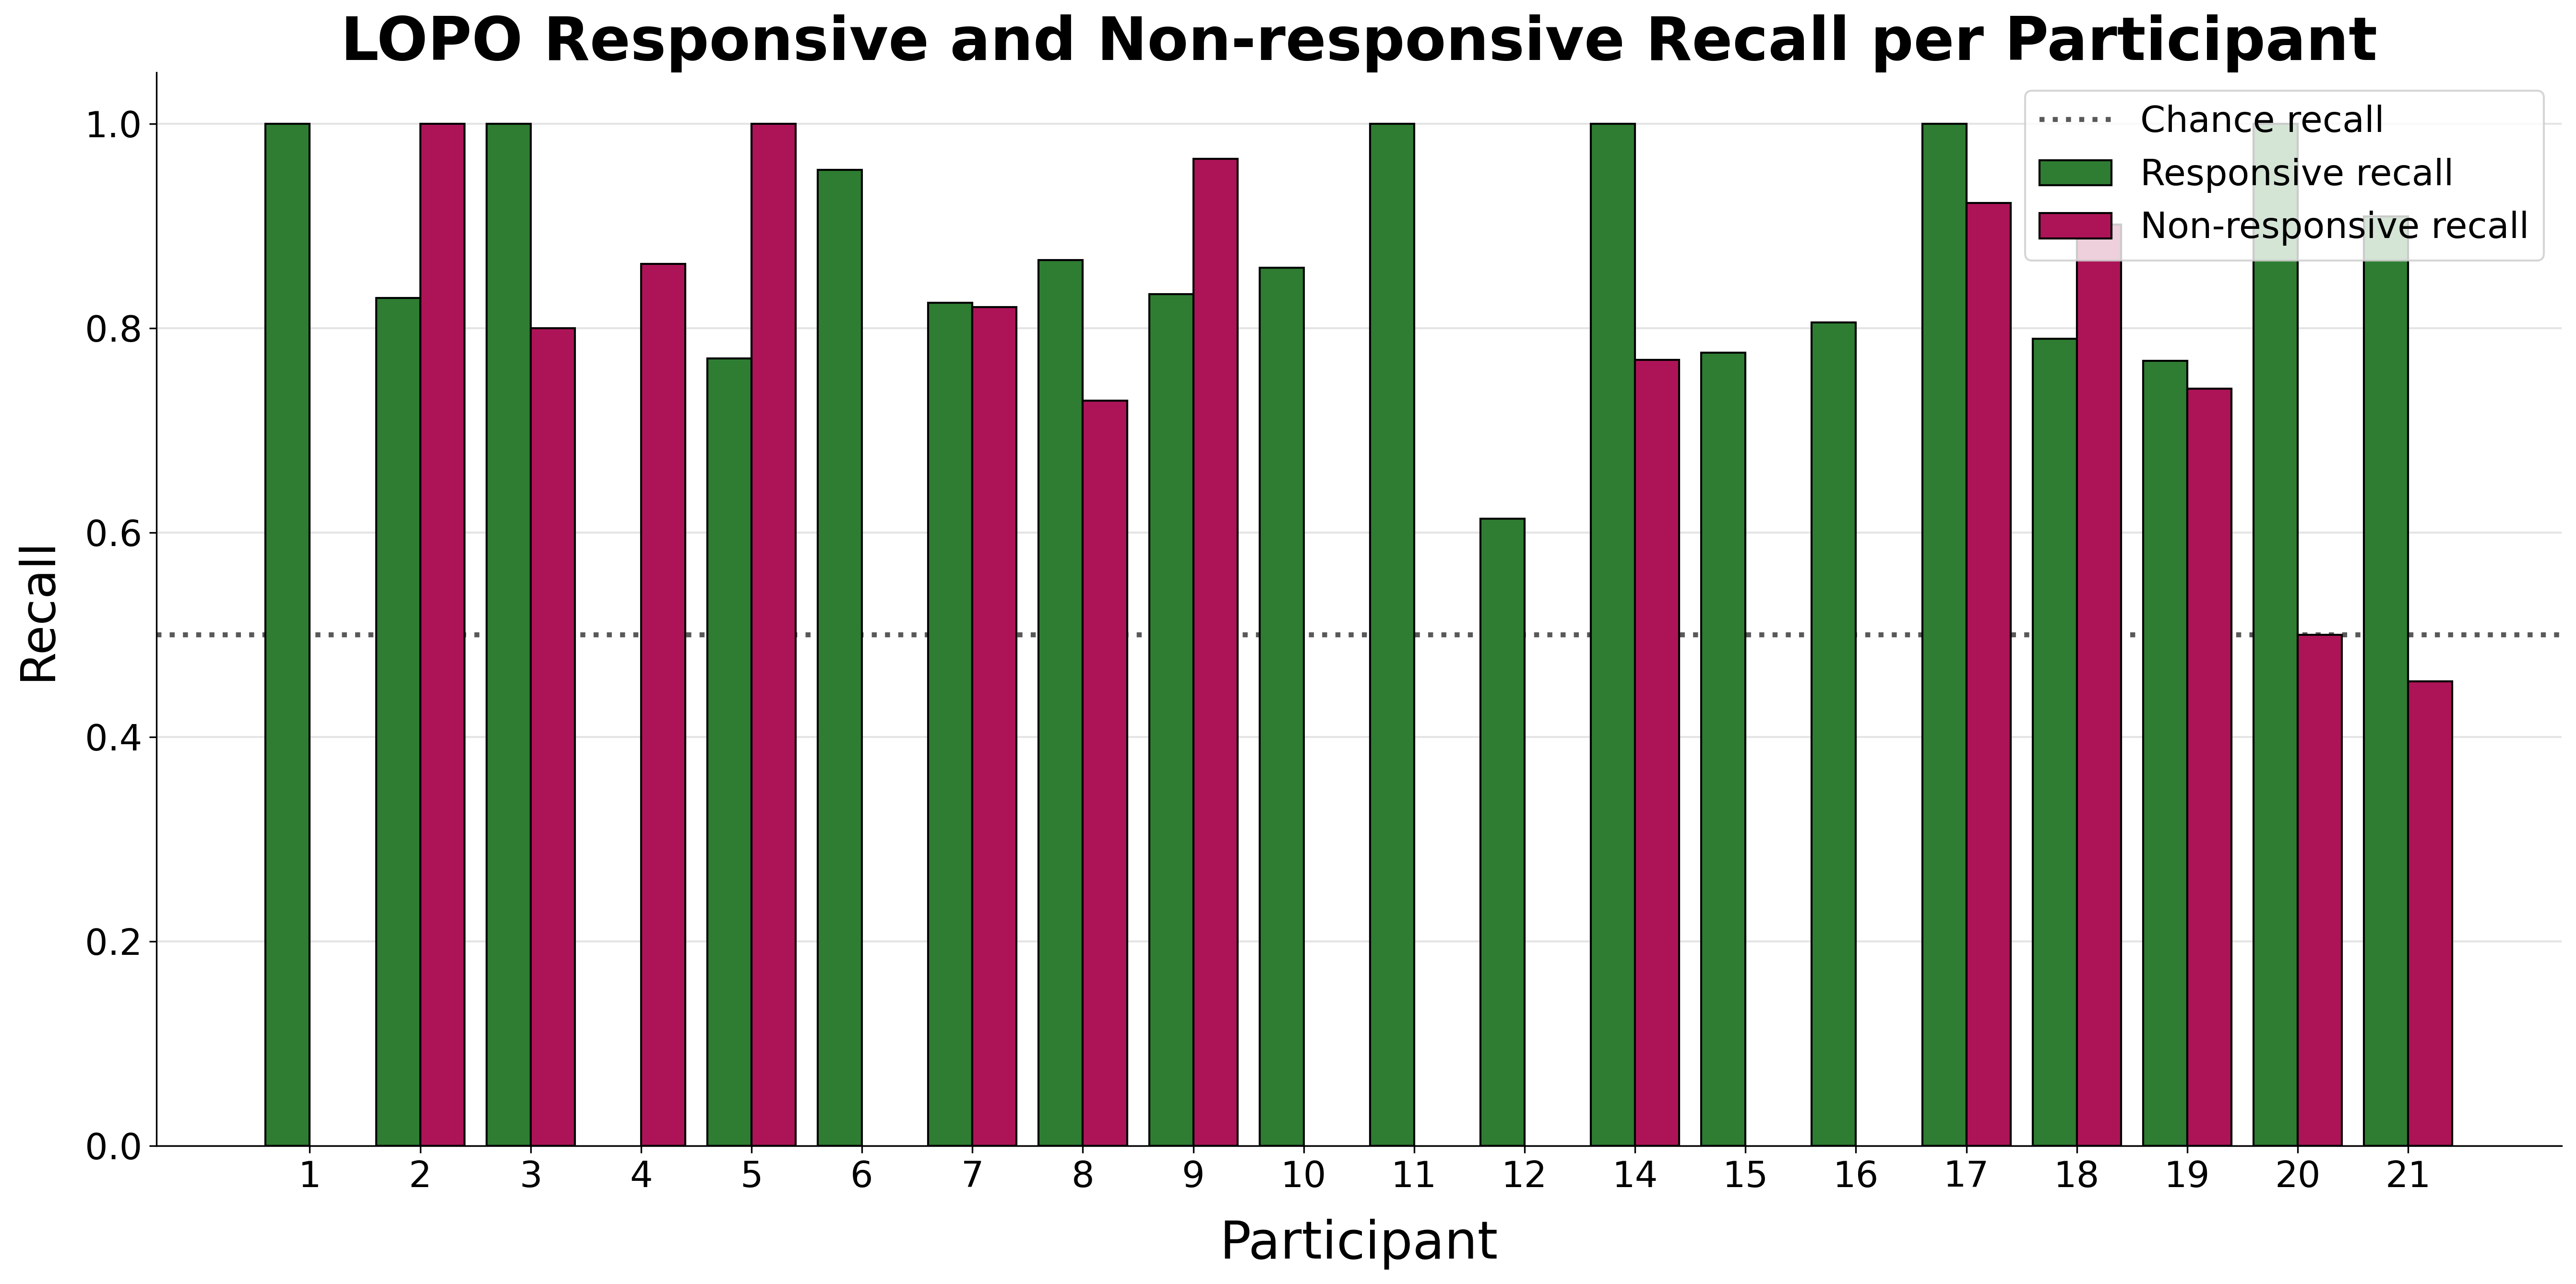 LOPO Responsive and Non-responsive Recall per Participant
Chance recall
Responsive recall
Non-responsive recall
1.0
0.8
0.6
0.4
0.2
0.0
Recall
1 2 3 4 5 6 7 8 9 10 11 12 14 15 16 17 18 19 20 21
Participant